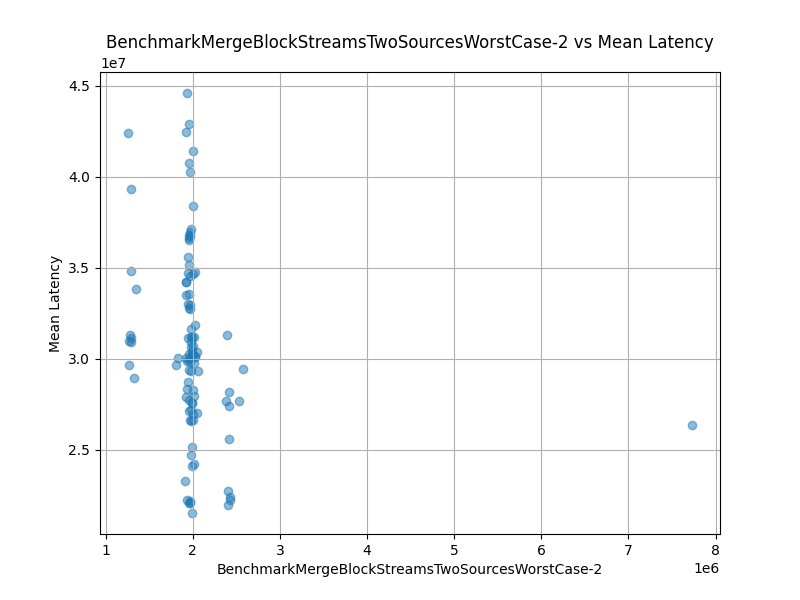 BenchmarkMergeBlockStreamsTwoSourcesWorstCase-2 vs Mean Latency
1e7
4.5
4.0
3.5
3.0
2.5
Mean Latency
1 2 3 4 5 6 7 8
BenchmarkMergeBlockStreamsTwoSourcesWorstCase-2
1e6